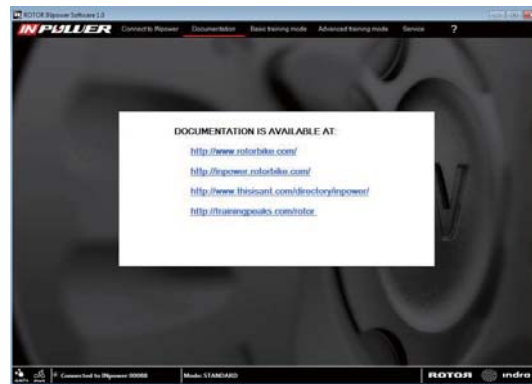 ROTOR INpower Software 1.0
INPOWER Connect to INpower Documentation Basic training mode Advanced training mode Service ?
DOCUMENTATION IS AVAILABLE AT:
http://www.rotorbike.com/
http://inpower.rotorbike.com/
http://www.thisisant.com/directory/inpower/
http://trainingpeaks.com/rotor
Connected to INpower 00088 Mode: STANDARD ROTOR indra